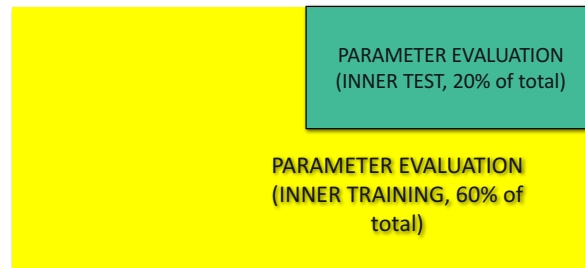 PARAMETER EVALUATION
(INNER TEST, 20% of total)
PARAMETER EVALUATION
(INNER TRAINING, 60% of
total)